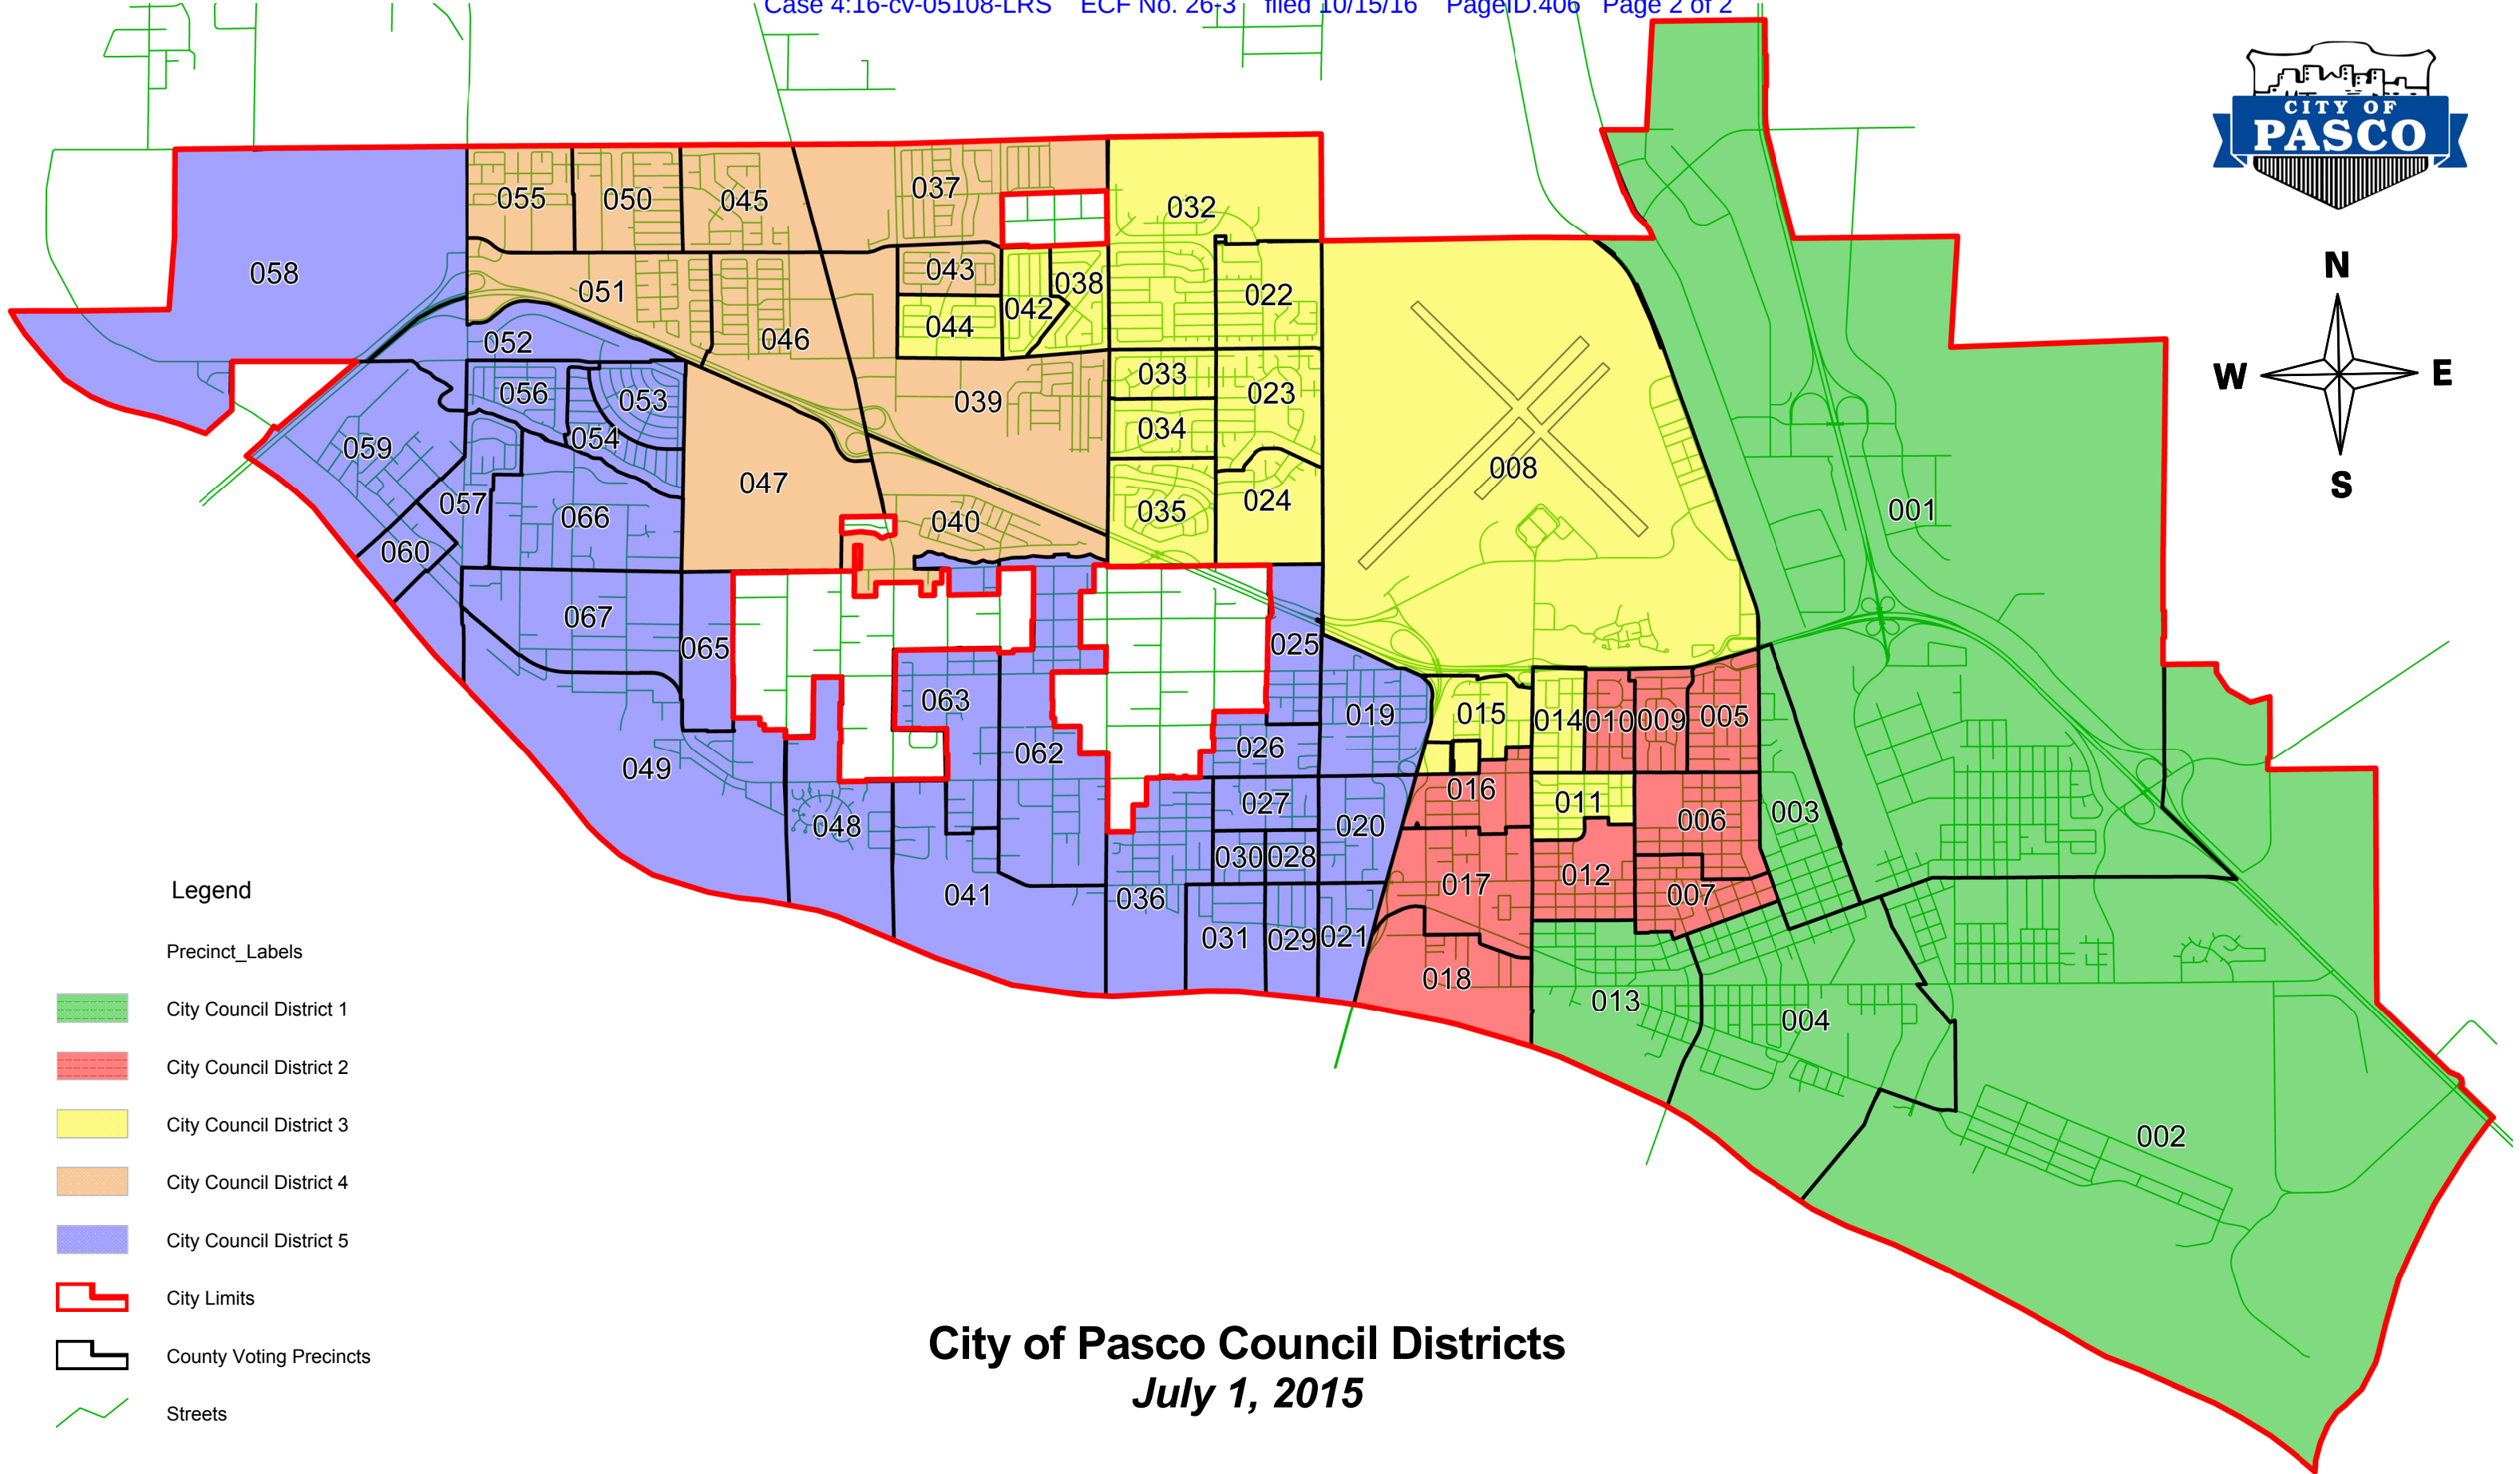 Case 4:16-cv-05108-LRS ECF No. 26-3 filed 10/15/16 PageID.406 Page 2 of 2
CITY OF
PASCO
N
W E
S
055 050 045 037 032
058 051 043 038 022
052 046 044 042
056 053 039 033 023
059 054 034 008
057 047 035 024 001
066 040
060
067 065 025
063 019 015 014 010 009 005
049 062 026 016
048 027 020 011 006 003
030 028 017 012 007
041 036
031 029 021 018 013 004
002
Legend
Precinct_Labels
City Council District 1
City Council District 2
City Council District 3
City Council District 4
City Council District 5
City Limits
County Voting Precincts
Streets
City of Pasco Council Districts
July 1, 2015